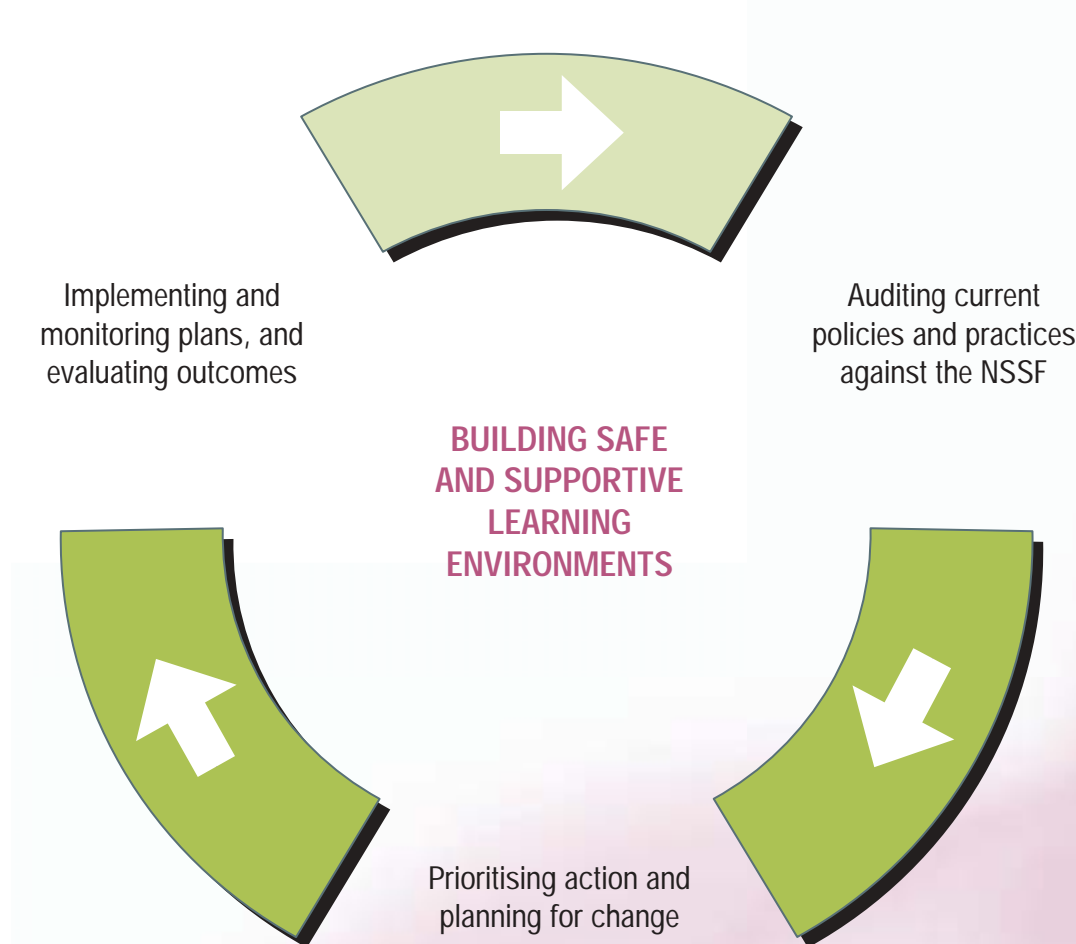 Implementing and
monitoring plans, and
evaluating outcomes
Auditing current
policies and practices
against the NSSF
BUILDING SAFE
AND SUPPORTIVE
LEARNING
ENVIRONMENTS
Prioritising action and
planning for change